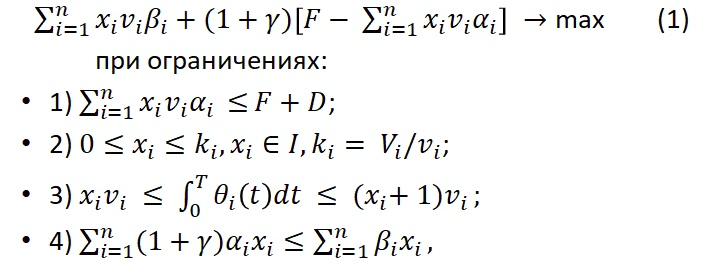 ∑ᵢ₌₁ⁿ xᵢvᵢβᵢ + (1 + γ)[F − ∑ᵢ₌₁ⁿ xᵢvᵢαᵢ] → max (1)
при ограничениях:
• 1) ∑ᵢ₌₁ⁿ xᵢvᵢαᵢ ≤ F + D;
• 2) 0 ≤ xᵢ ≤ kᵢ, xᵢ ∈ I, kᵢ = Vᵢ/vᵢ;
• 3) xᵢvᵢ ≤ ∫₀ᵀ θᵢ(t)dt ≤ (xᵢ + 1)vᵢ;
• 4) ∑ᵢ₌₁ⁿ(1 + γ)αᵢxᵢ ≤ ∑ᵢ₌₁ⁿ βᵢxᵢ,